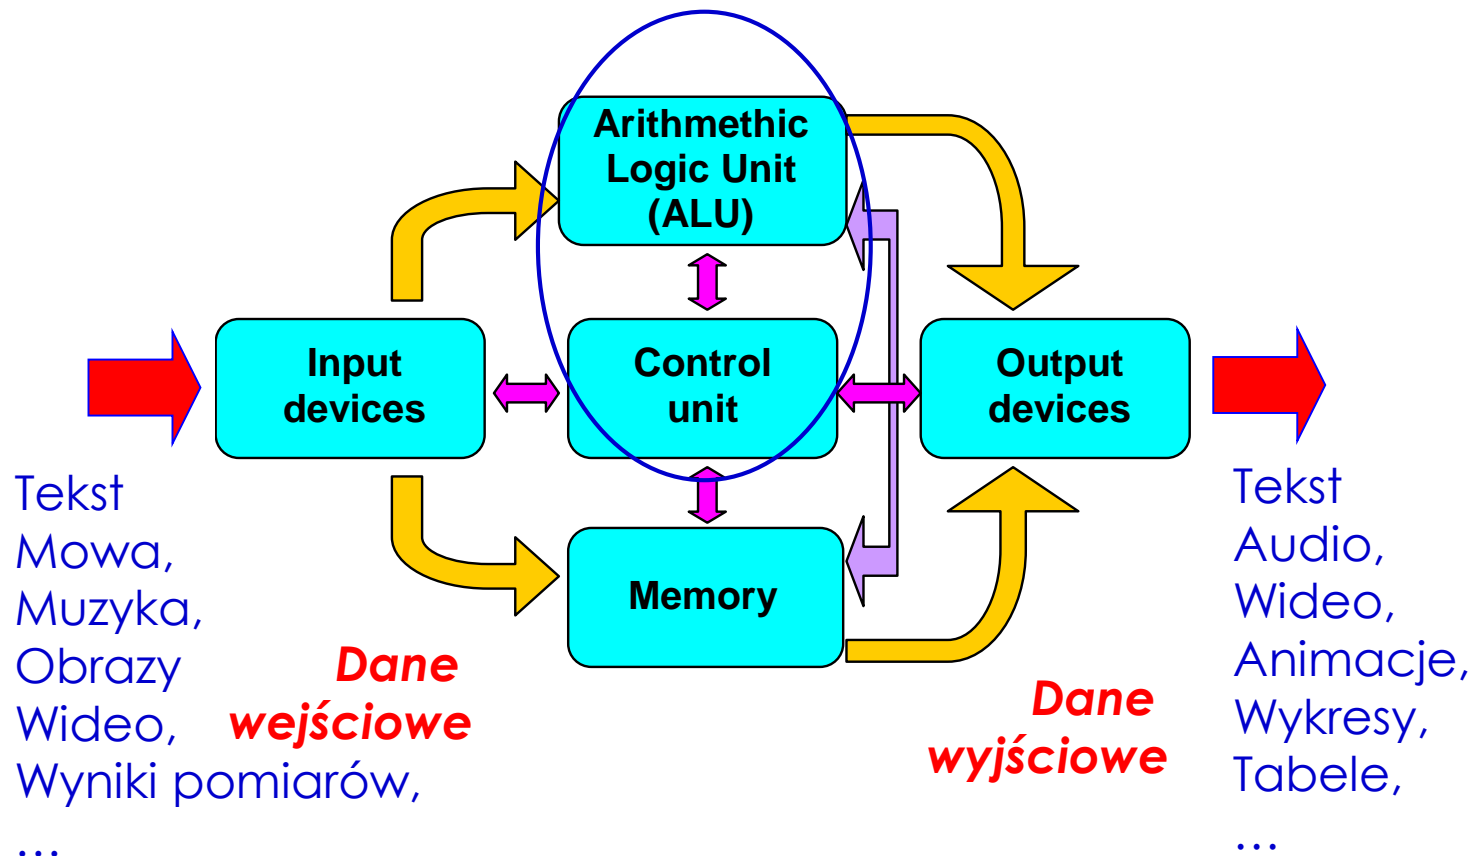 Arithmethic
Logic Unit
(ALU)
Input
devices
Control
unit
Output
devices
Memory
Tekst
Mowa,
Muzyka,
Obrazy
Wideo,
Wyniki pomiarów,
…
Dane
wejściowe
Dane
wyjściowe
Tekst
Audio,
Wideo,
Animacje,
Wykresy,
Tabele,
…